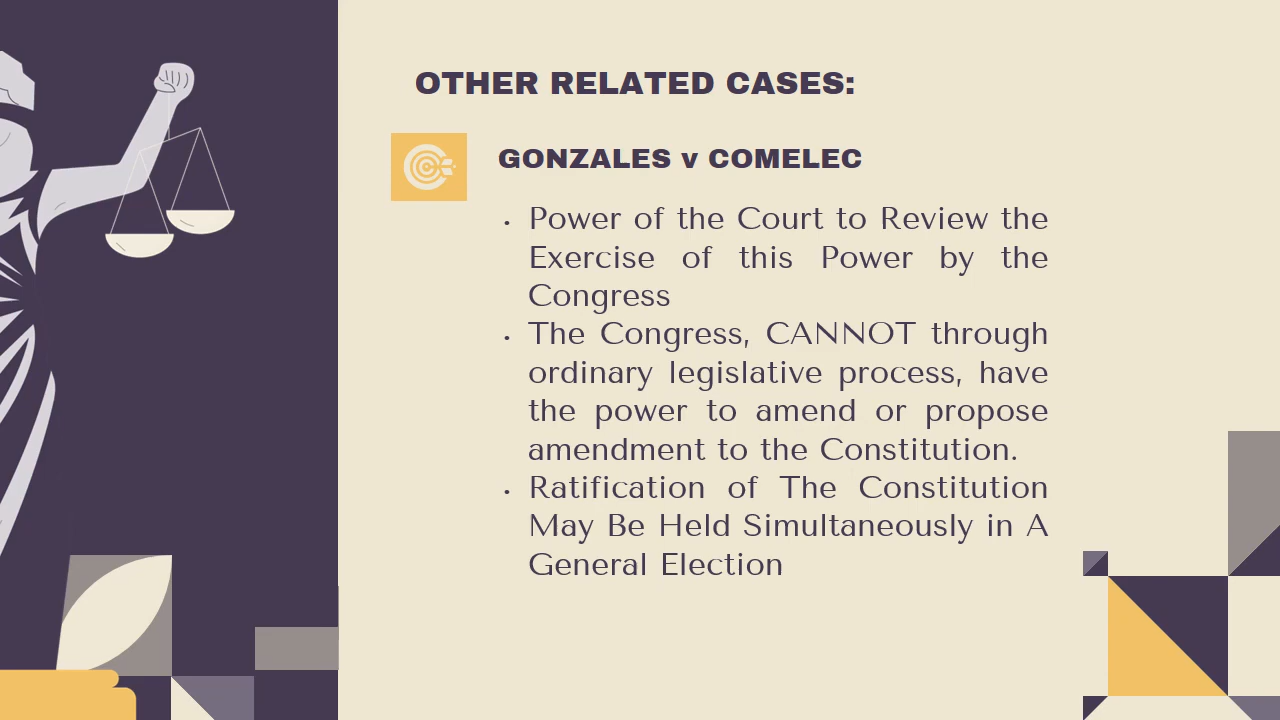 OTHER RELATED CASES:
GONZALES v COMELEC
• Power of the Court to Review the
Exercise of this Power by the
Congress
• The Congress, CANNOT through
ordinary legislative process, have
the power to amend or propose
amendment to the Constitution.
• Ratification of The Constitution
May Be Held Simultaneously in A
General Election